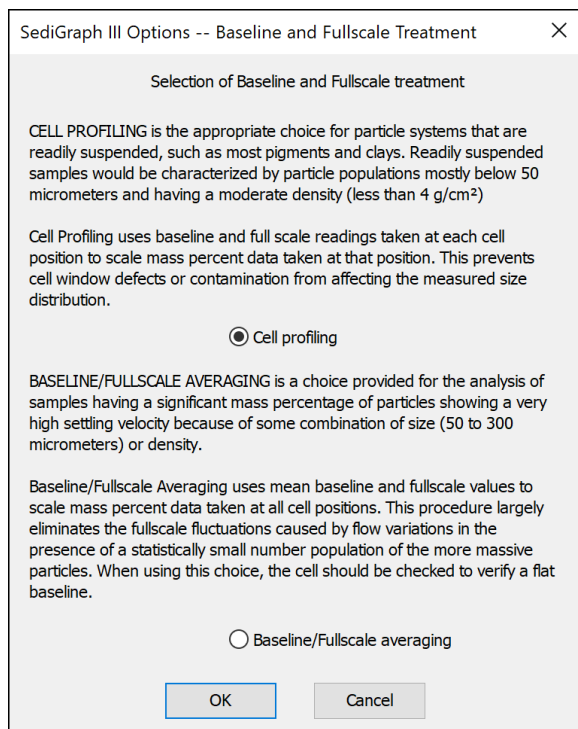 SediGraph III Options -- Baseline and Fullscale Treatment
Selection of Baseline and Fullscale treatment
CELL PROFILING is the appropriate choice for particle systems that are
readily suspended, such as most pigments and clays. Readily suspended
samples would be characterized by particle populations mostly below 50
micrometers and having a moderate density (less than 4 g/cm²)
Cell Profiling uses baseline and full scale readings taken at each cell
position to scale mass percent data taken at that position. This prevents
cell window defects or contamination from affecting the measured size
distribution.
Cell profiling
BASELINE/FULLSCALE AVERAGING is a choice provided for the analysis of
samples having a significant mass percentage of particles showing a very
high settling velocity because of some combination of size (50 to 300
micrometers) or density.
Baseline/Fullscale Averaging uses mean baseline and fullscale values to
scale mass percent data taken at all cell positions. This procedure largely
eliminates the fullscale fluctuations caused by flow variations in the
presence of a statistically small number population of the more massive
particles. When using this choice, the cell should be checked to verify a flat
baseline.
Baseline/Fullscale averaging
OK
Cancel